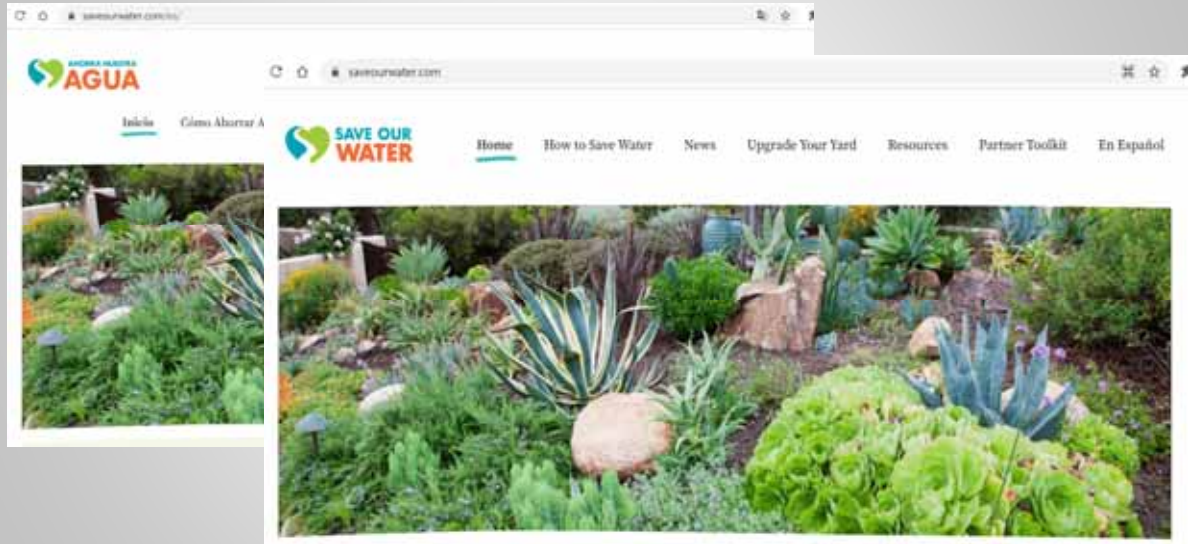 saveourwater.com/es/
AHORRA NUESTRA
AGUA
Inicio
Cómo Ahorrar A
saveourwater.com
SAVE OUR
WATER
Home How to Save Water News Upgrade Your Yard Resources Partner Toolkit En Español